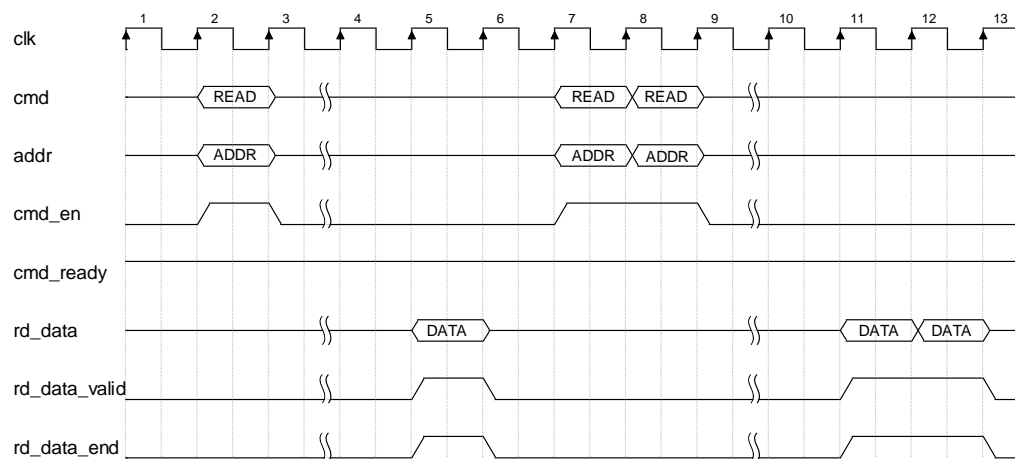 1 2 3 4 5 6 7 8 9 10 11 12 13
clk
cmd READ READ READ
addr ADDR ADDR ADDR
cmd_en
cmd_ready
rd_data DATA DATA DATA
rd_data_valid
rd_data_end